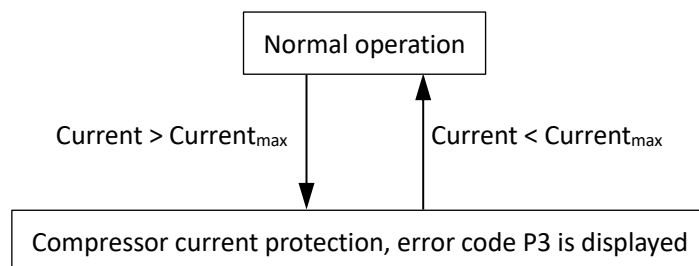 Normal operation
Current > Currentmax
Current < Currentmax
Compressor current protection, error code P3 is displayed